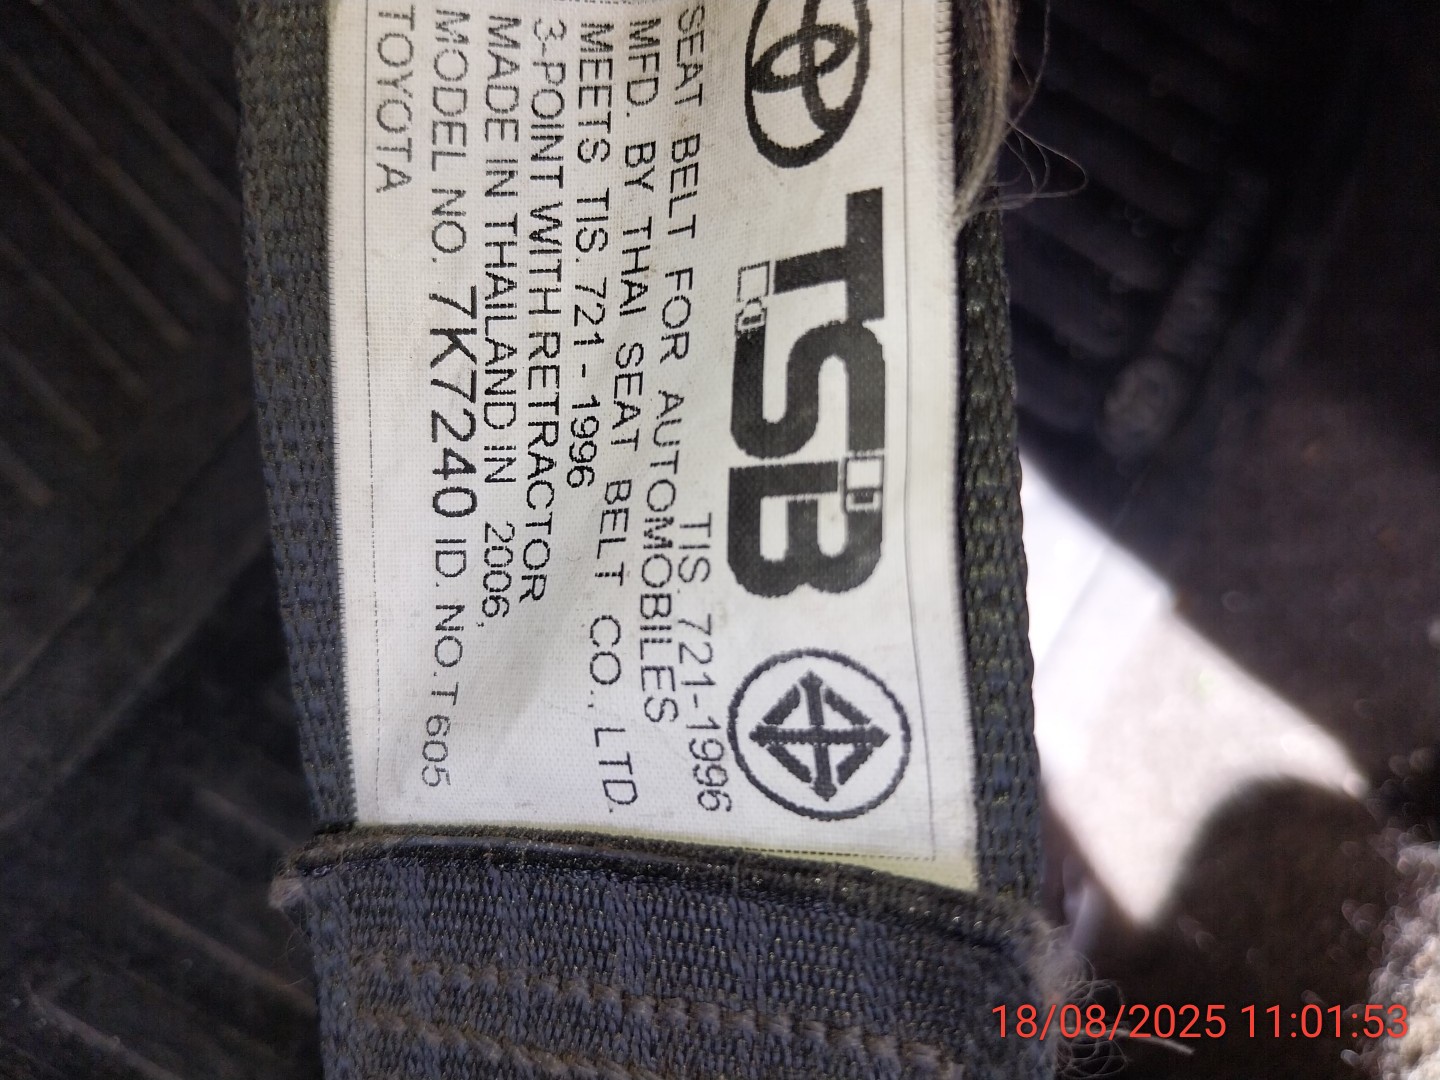 TSB
TIS. 721-1996
SEAT BELT FOR AUTOMOBILES
MFD. BY THAI SEAT BELT CO., LTD.
MEETS TIS. 721 - 1996
3-POINT WITH RETRACTOR
MADE IN THAILAND IN 2006,
MODEL NO. 7K7240 ID. NO. T 605
TOYOTA
18/08/2025 11:01:53